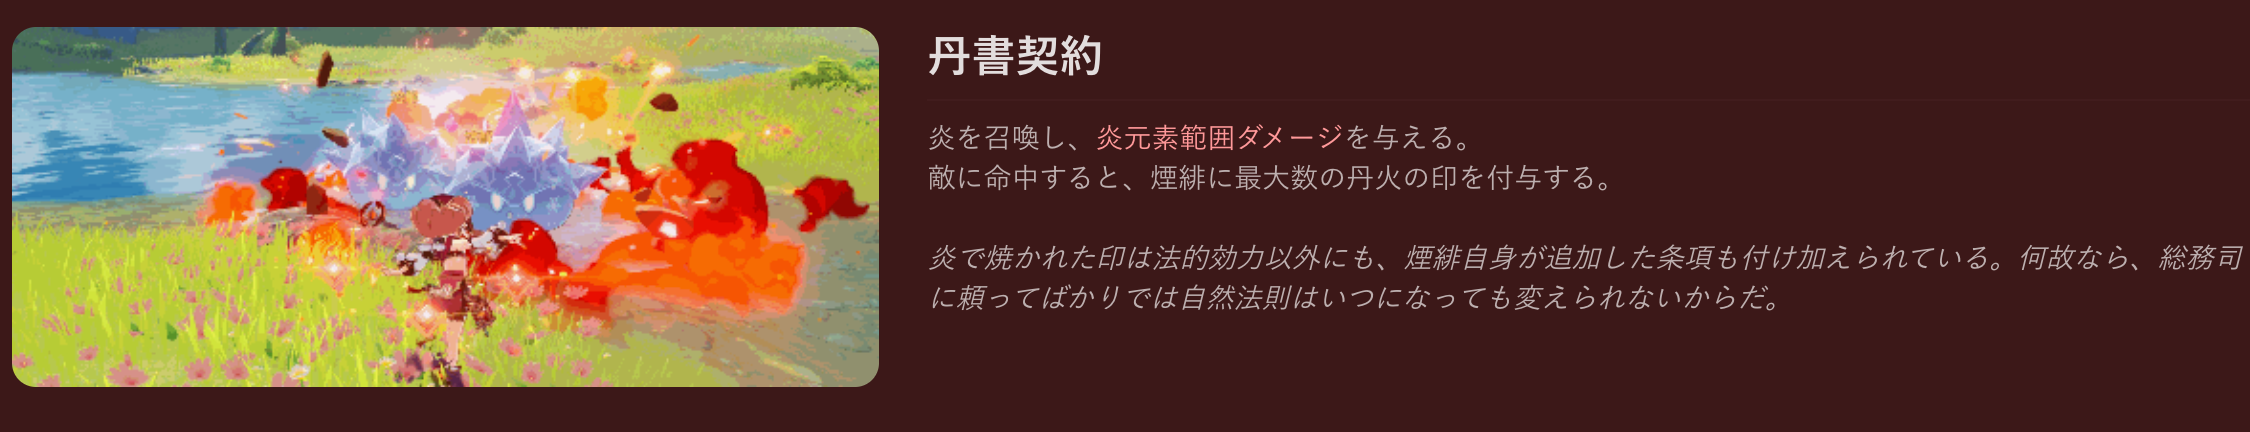 丹書契約
炎を召喚し、炎元素範囲ダメージを与える。
敵に命中すると、煙緋に最大数の丹火の印を付与する。
炎で焼かれた印は法的効力以外にも、煙緋自身が追加した条項も付け加えられている。何故なら、総務司
に頼ってばかりでは自然法則はいつになっても変えられないからだ。